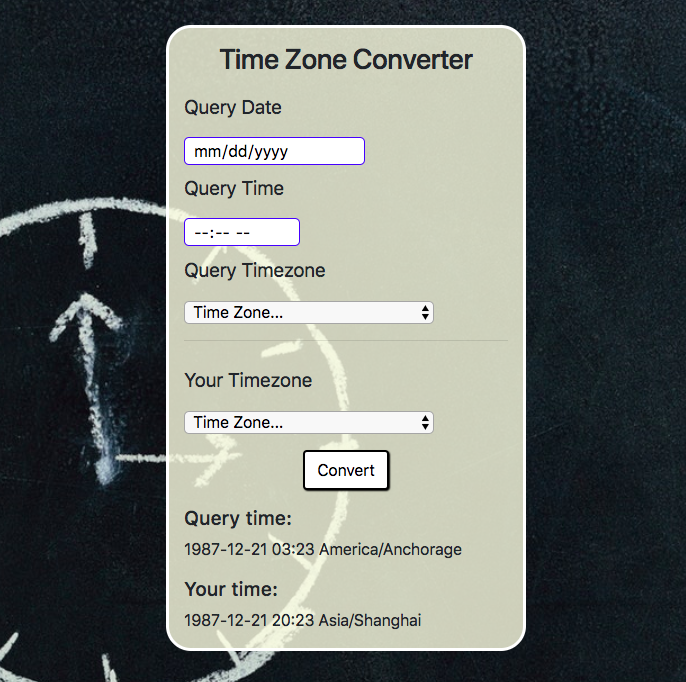 Time Zone Converter
Query Date
mm/dd/yyyy
Query Time
--:-- --
Query Timezone
Time Zone...
Your Timezone
Time Zone...
Convert
Query time:
1987-12-21 03:23 America/Anchorage
Your time:
1987-12-21 20:23 Asia/Shanghai